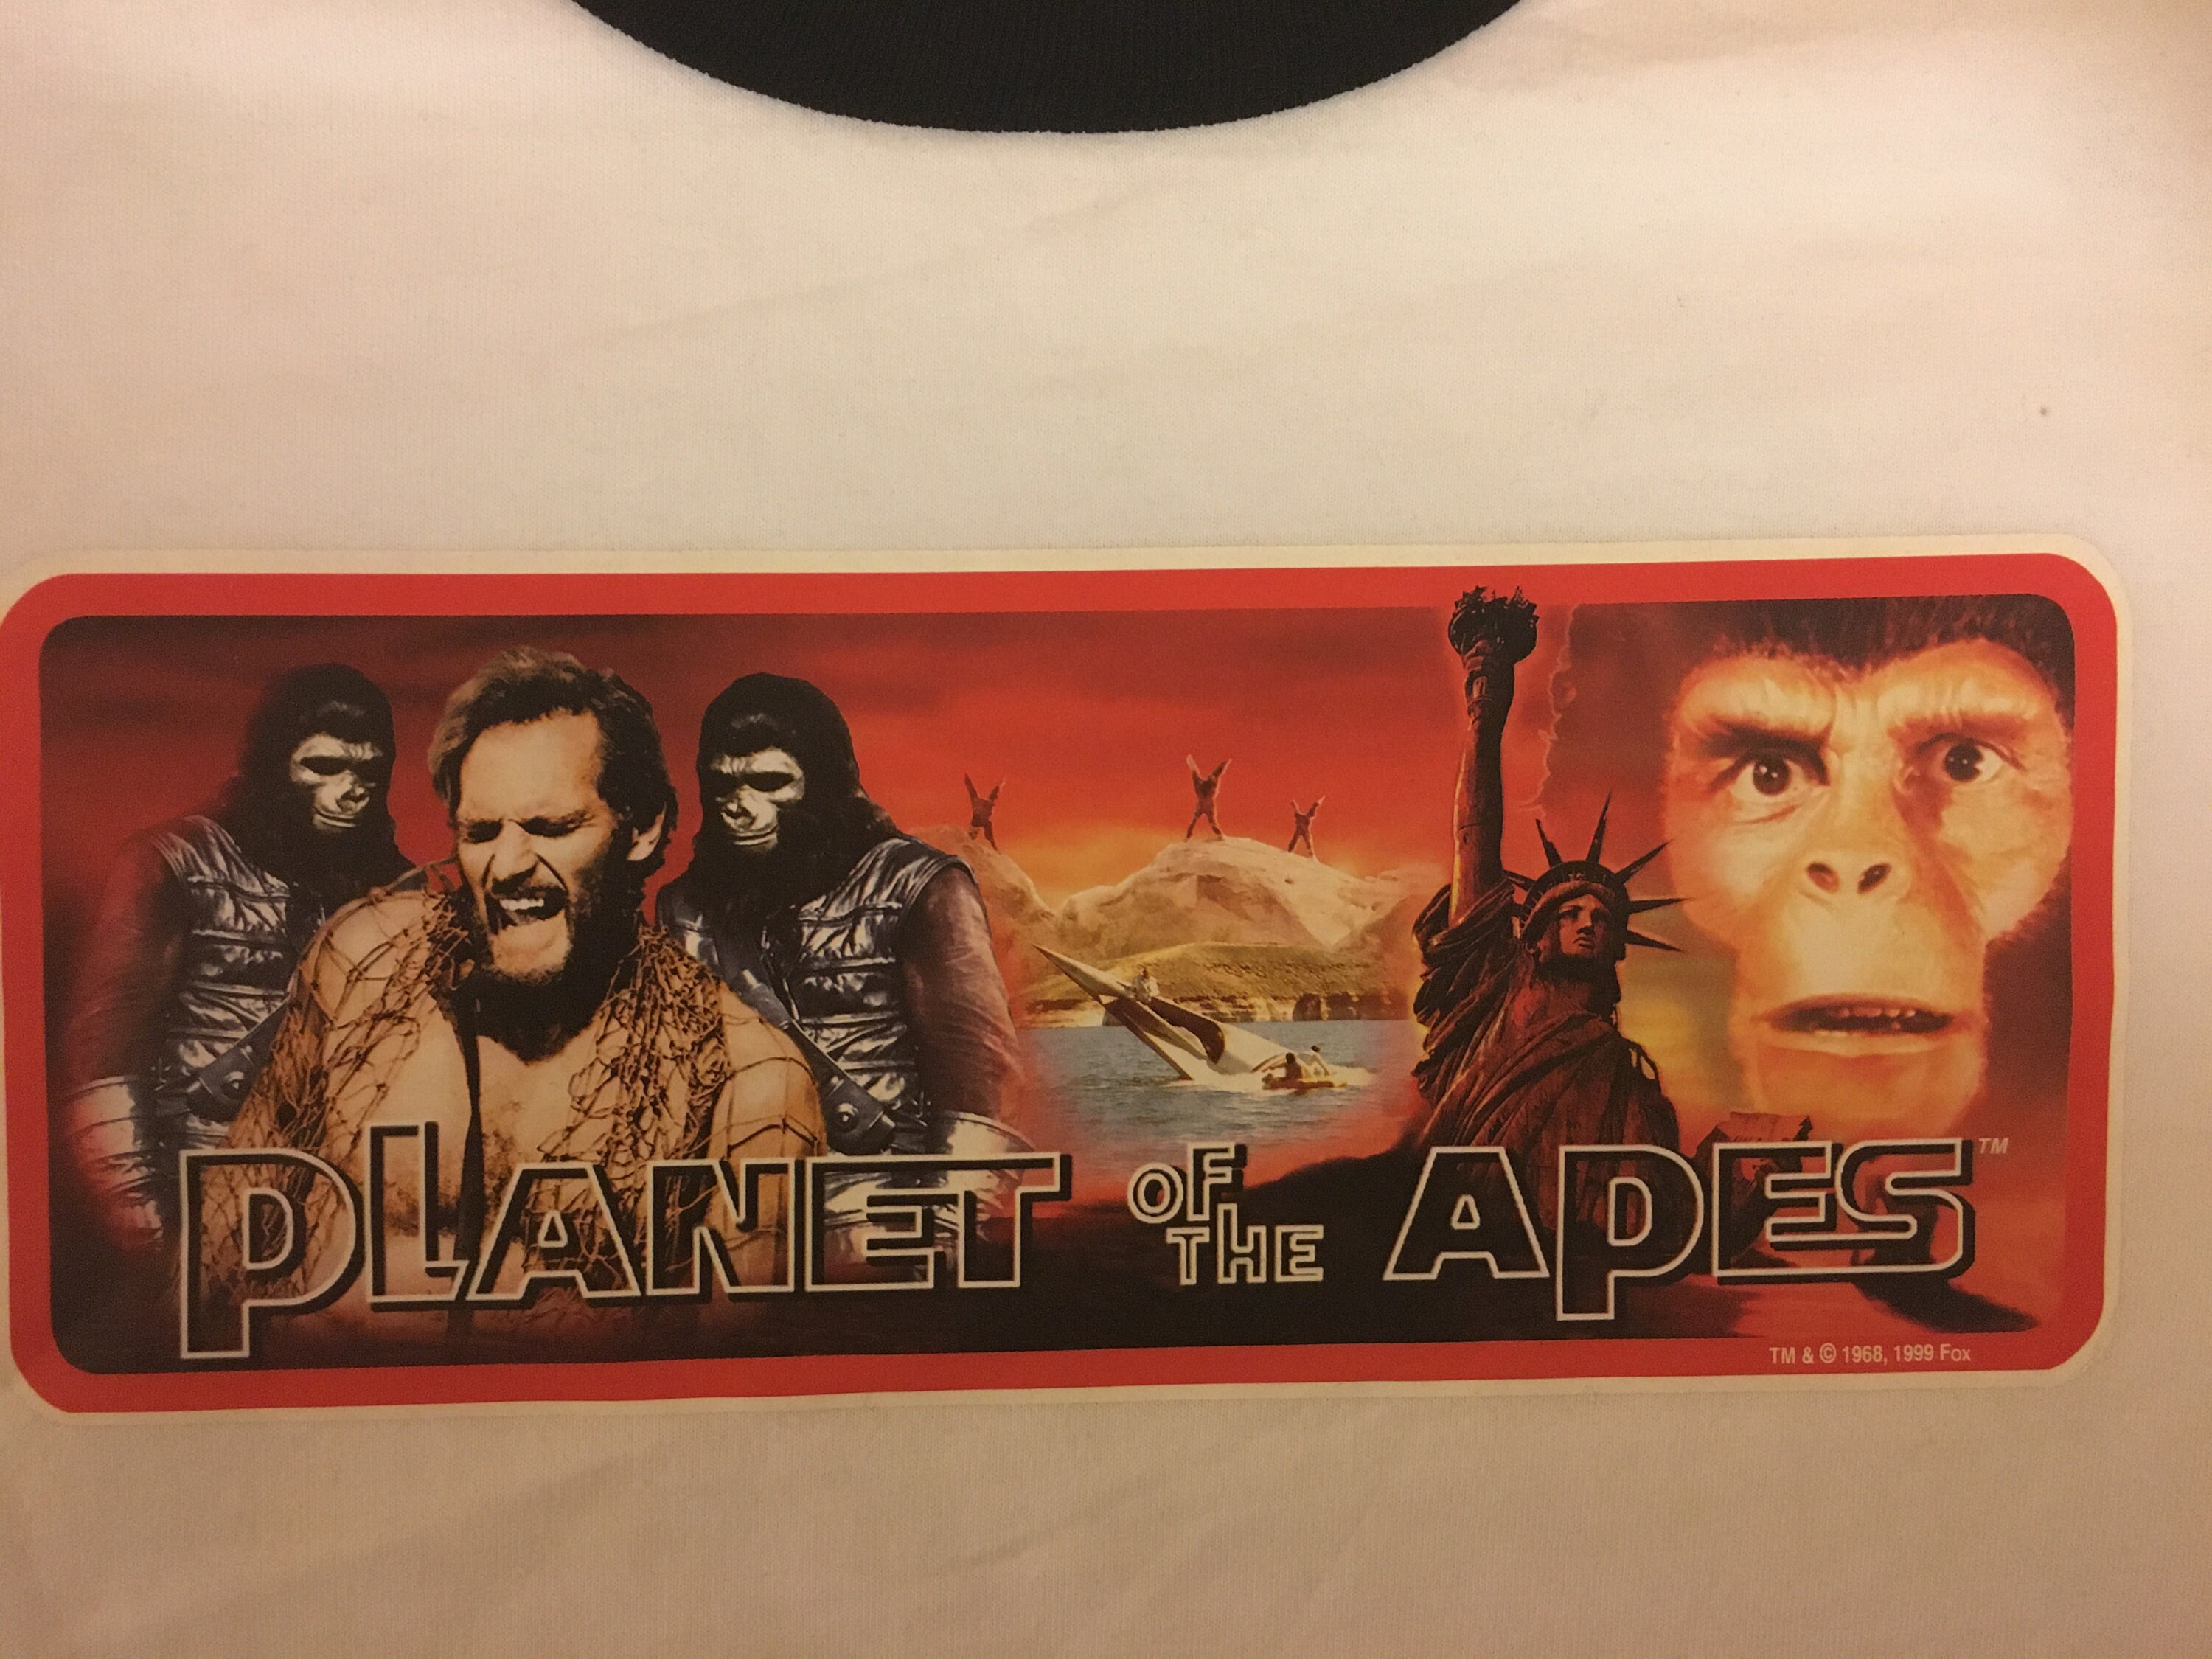 PLANET OF THE APES™
TM & © 1968, 1999 FOX